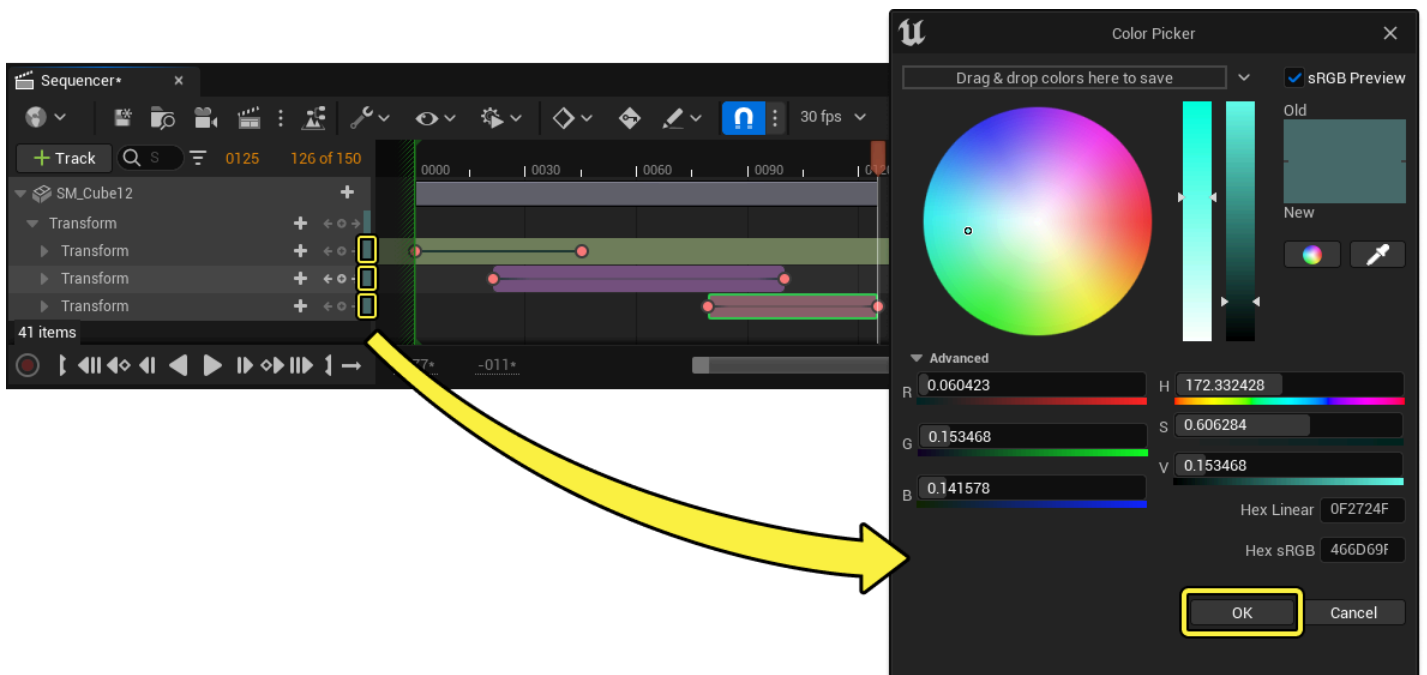 Color Picker
Drag & drop colors here to save
sRGB Preview
Old
New
Advanced
R 0.060423
H 172.332428
G 0.153468
S 0.606284
B 0.141578
V 0.153468
Hex Linear 0F2724F
Hex sRGB 466D69F
OK
Cancel
Sequencer*
30 fps
+ Track
S
0125
126 of 150
0000
0030
0060
0090
SM_Cube12
Transform
Transform
Transform
Transform
41 items
-011*